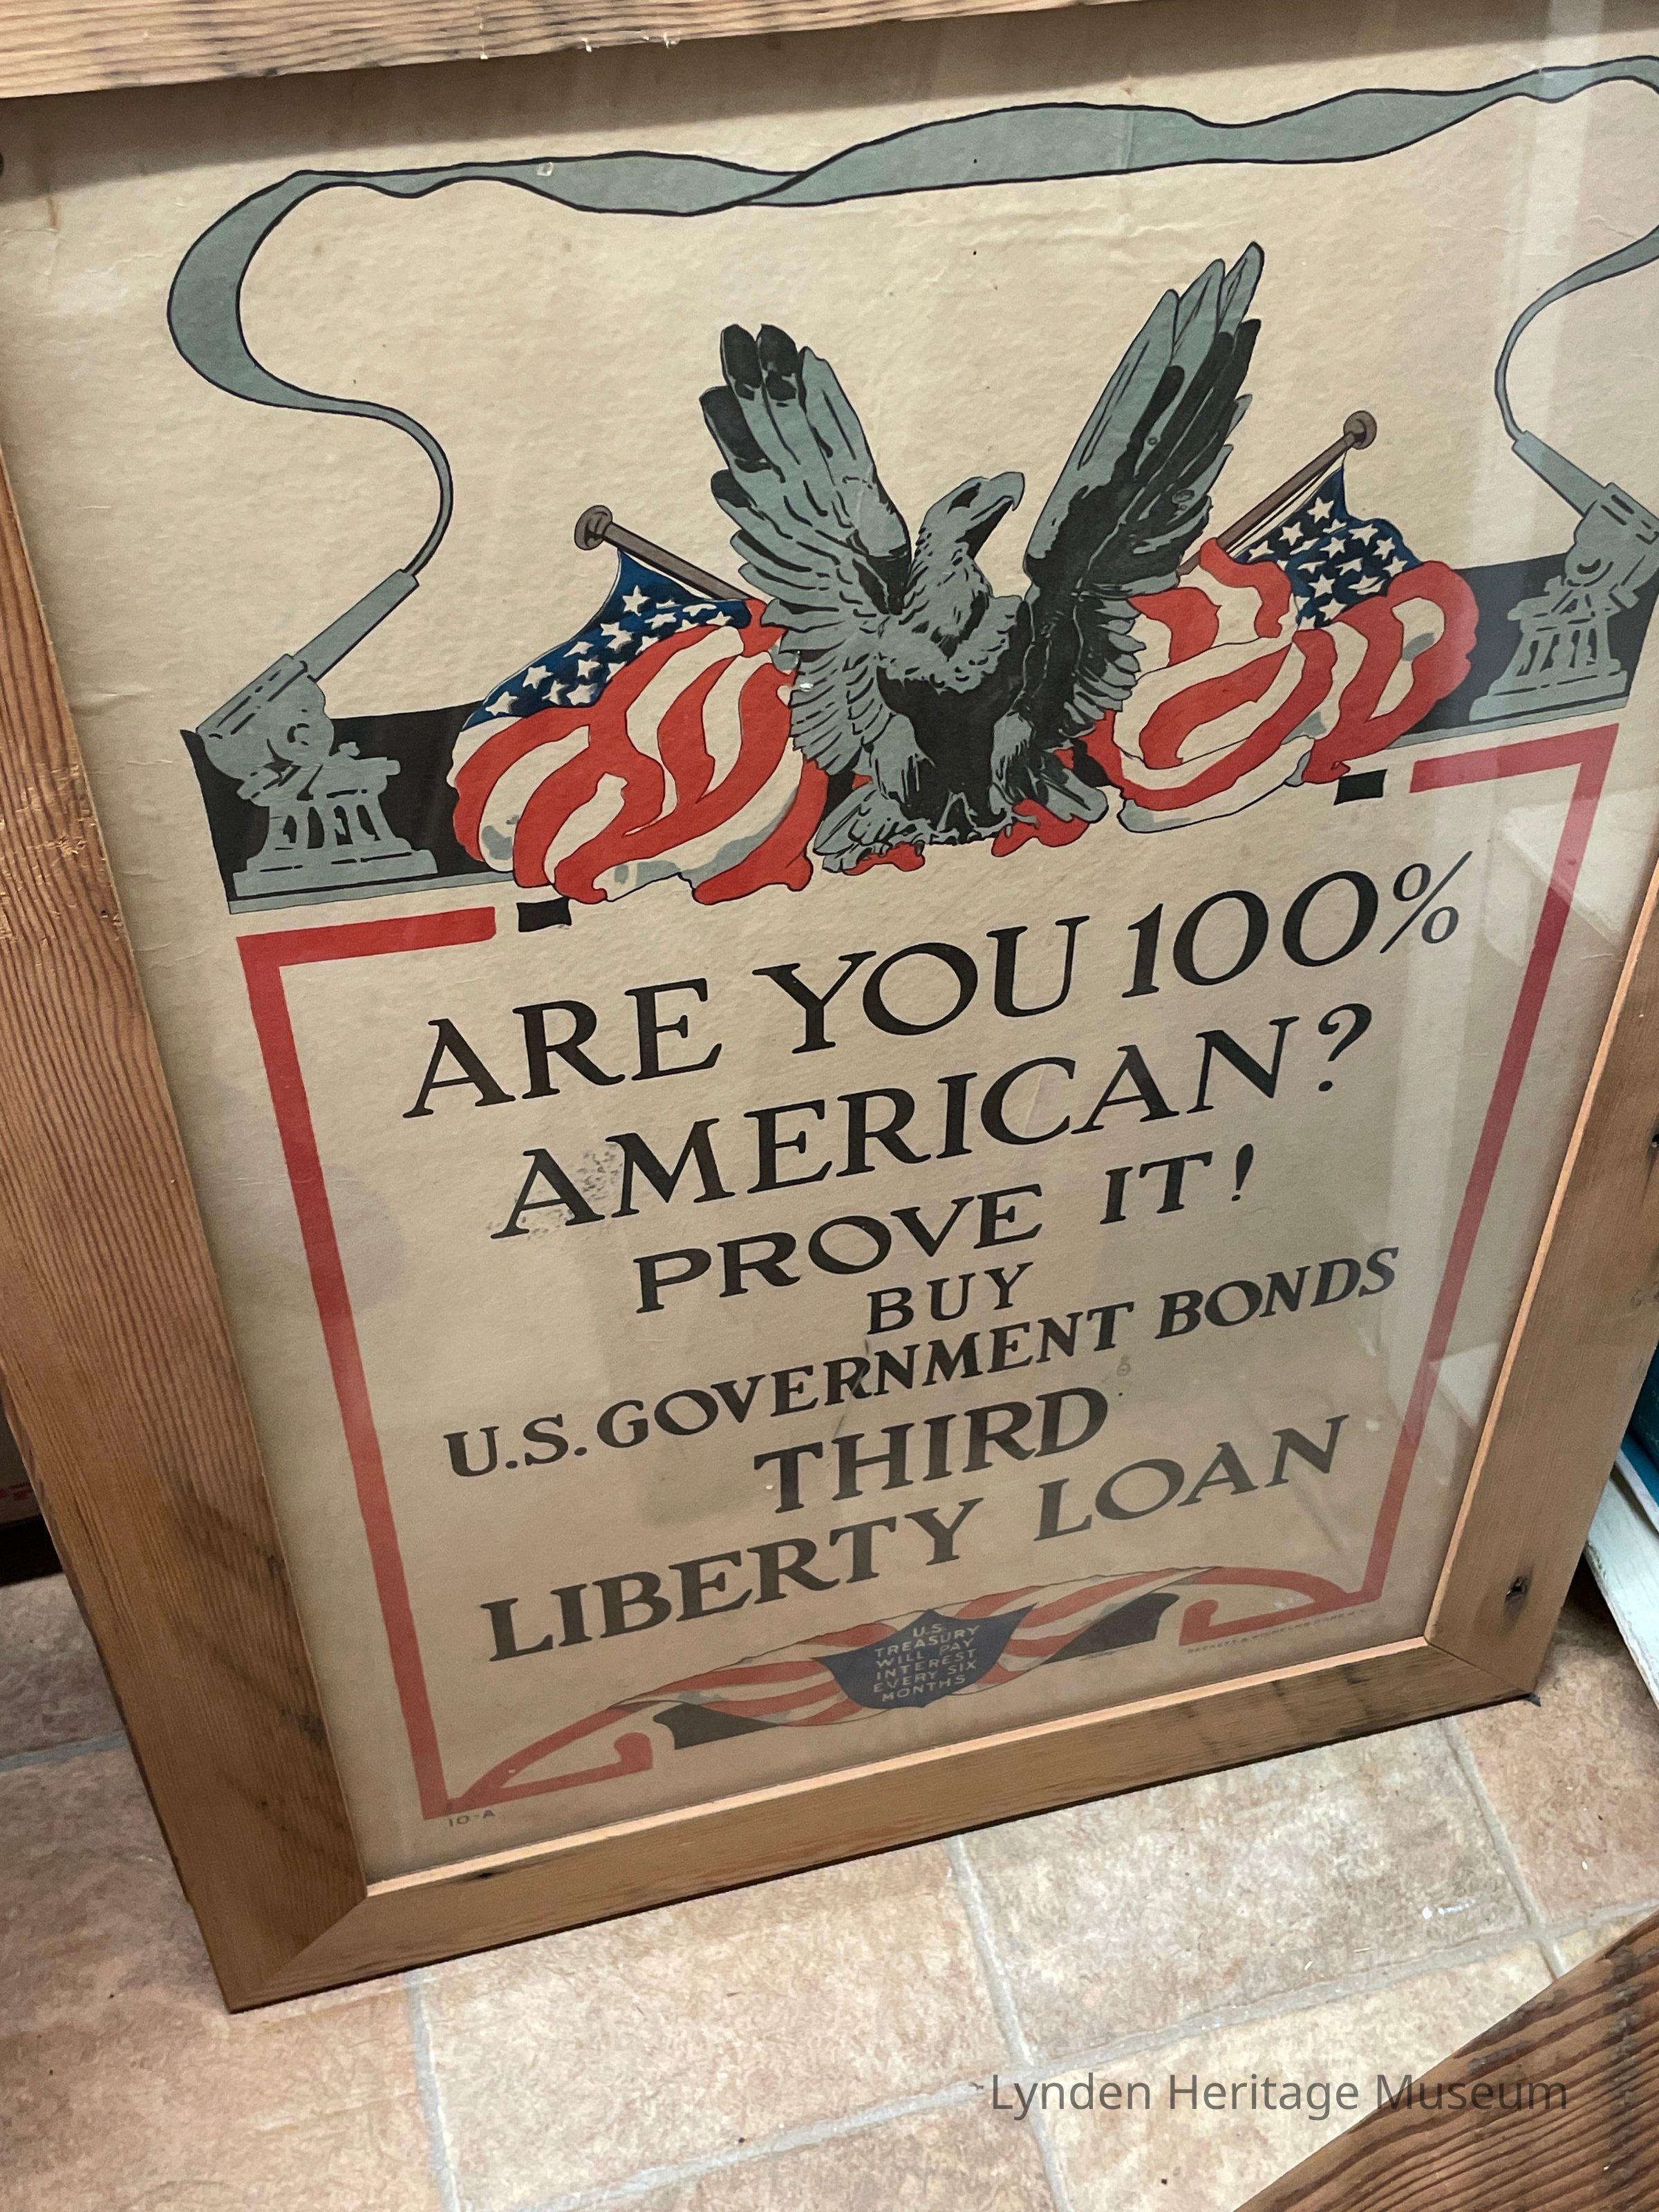 ARE YOU 100%
AMERICAN?
PROVE IT!
BUY
U.S. GOVERNMENT BONDS
THIRD
LIBERTY LOAN
U.S.
TREASURY
WILL PAY
INTEREST
EVERY SIX
MONTHS
10-A
Lynden Heritage Museum